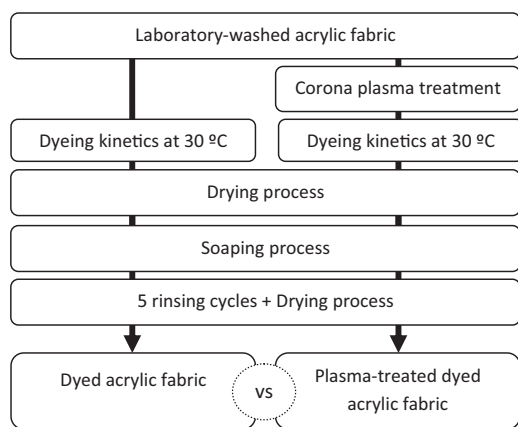 Laboratory-washed acrylic fabric
Corona plasma treatment
Dyeing kinetics at 30 ºC
Dyeing kinetics at 30 ºC
Drying process
Soaping process
5 rinsing cycles + Drying process
Dyed acrylic fabric
vs
Plasma-treated dyed
acrylic fabric